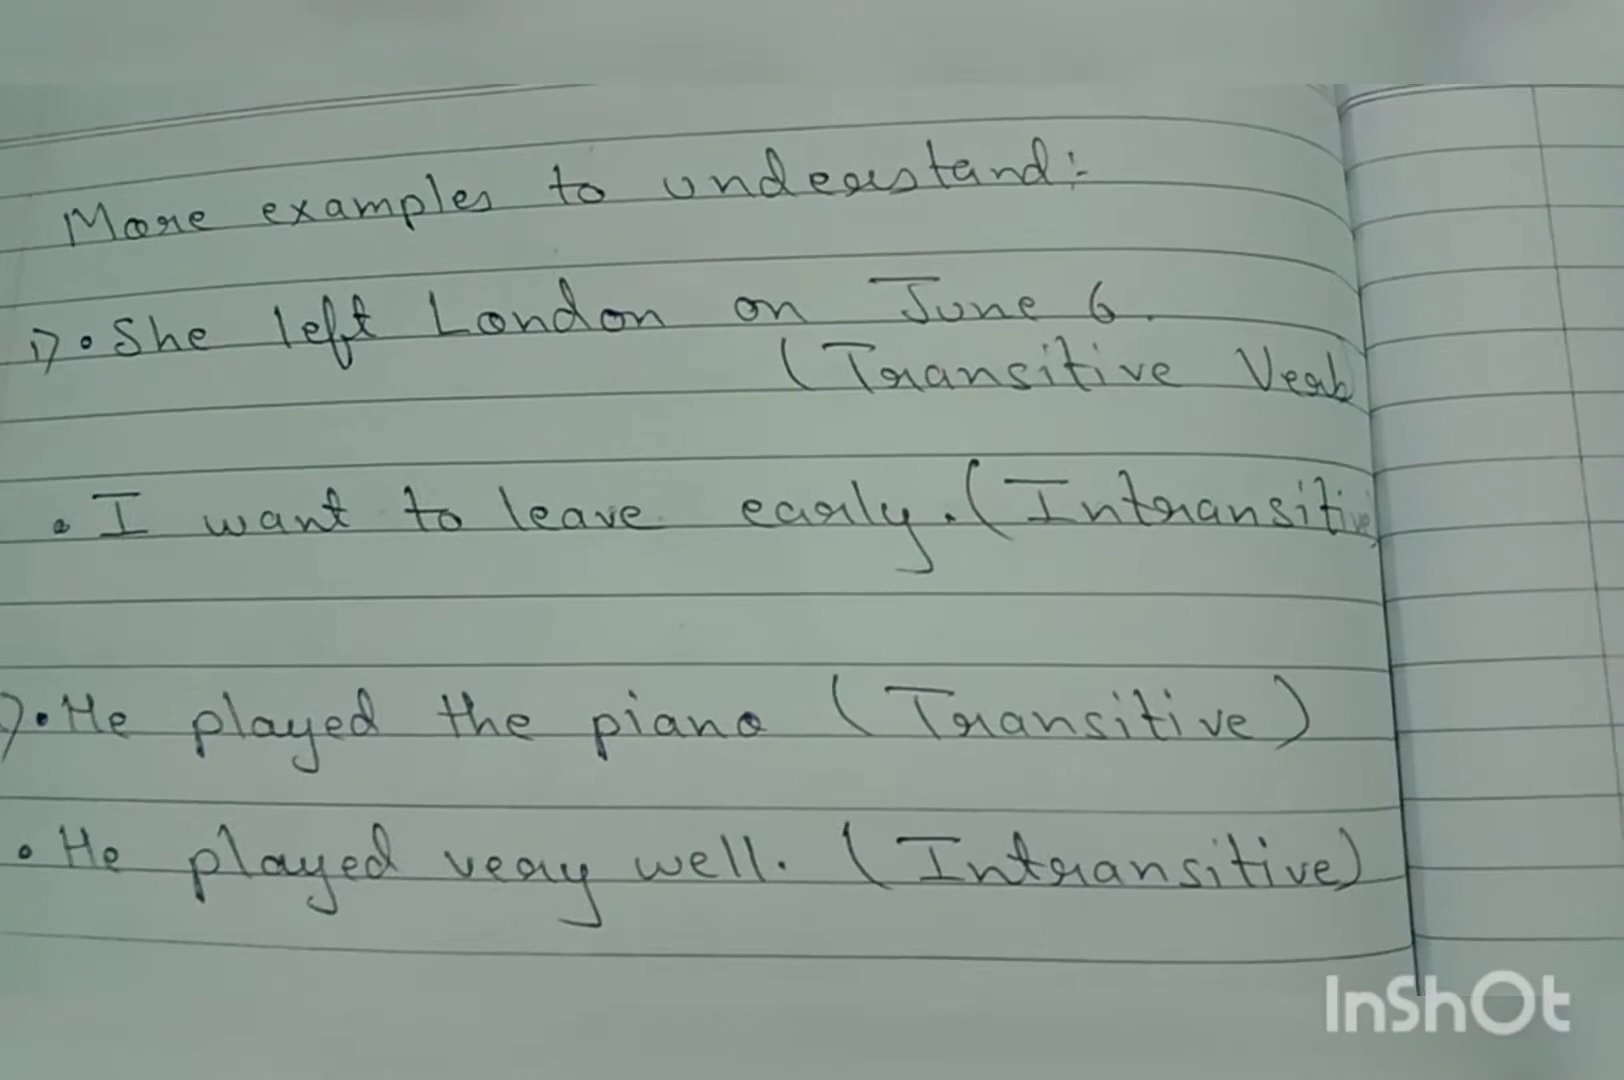 More examples to understand:-
1). She left London on June 6.
(Transitive Verb
. I want to leave early. (Intransitive
). He played the piano (Transitive)
. He played very well. (Intransitive)
InShOt